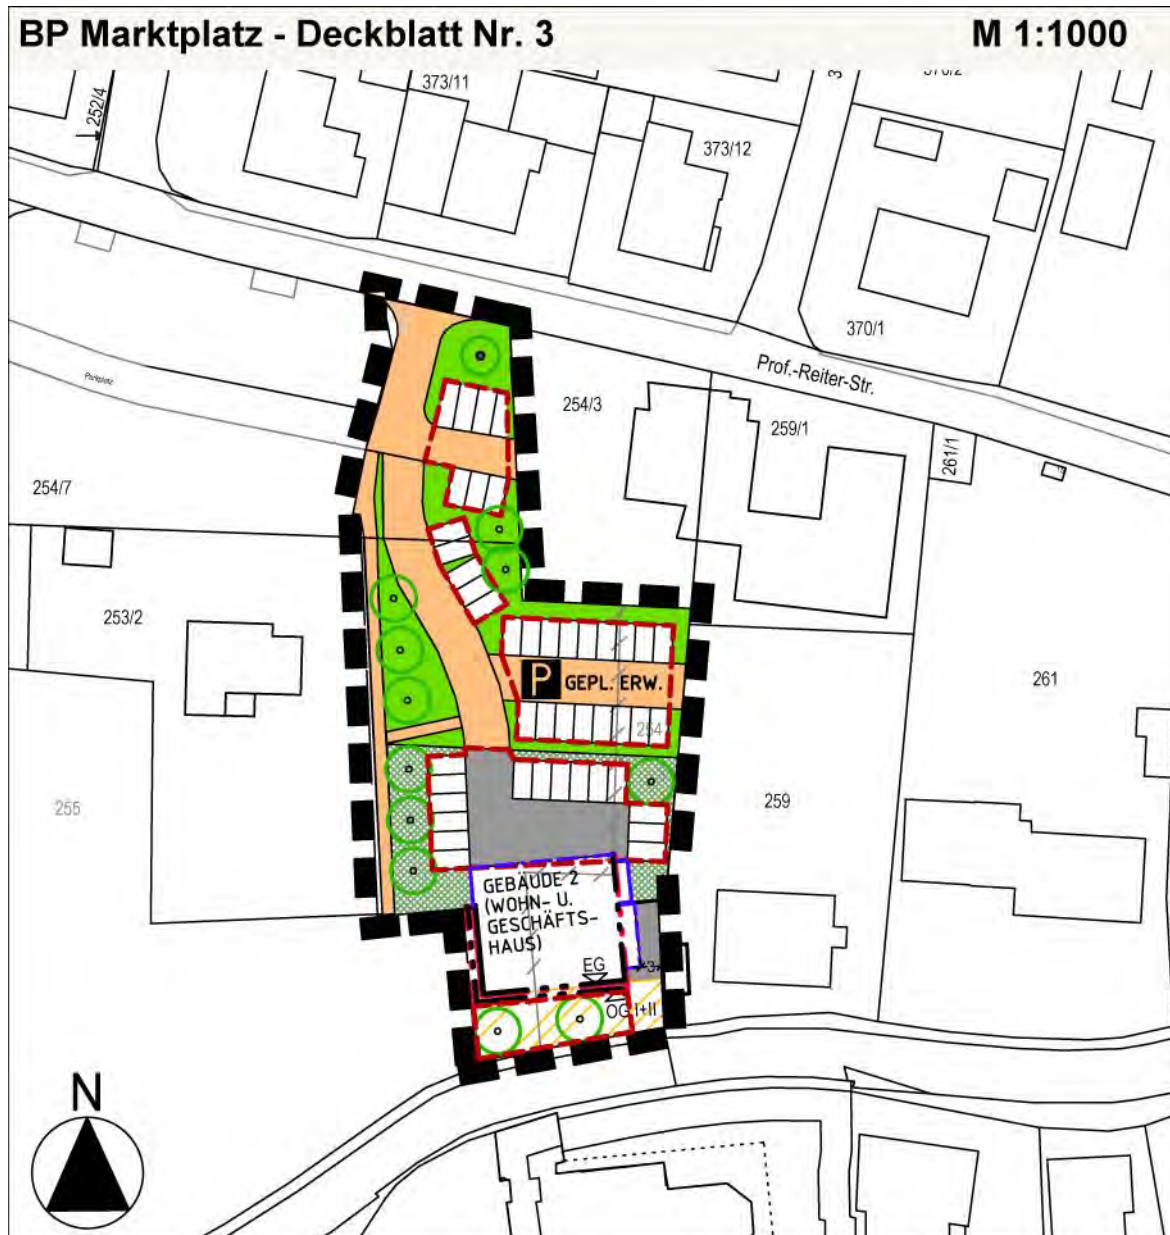 BP Marktplatz - Deckblatt Nr. 3
M 1:1000
252/4
373/11
373/12
370/1
Prof.-Reiter-Str.
Parkplatz
254/3
259/1
261/1
254/7
253/2
261
P GEPL. ERW.
254
255
259
GEBÄUDE 2
(WOHN- U.
GESCHÄFTS-
HAUS)
EG
3
OG I+II
N